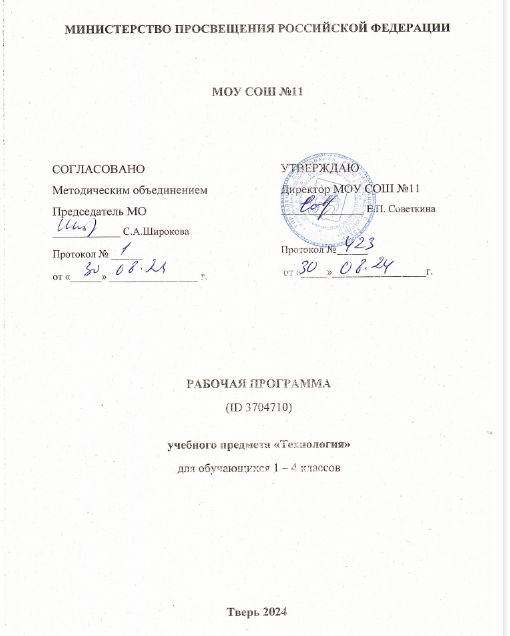 МИНИСТЕРСТВО ПРОСВЕЩЕНИЯ РОССИЙСКОЙ ФЕДЕРАЦИИ
МОУ СОШ №11
СОГЛАСОВАНО
Методическим объединением
Председатель МО
С.А.Широкова
Протокол № 1
от « 30 » 08.24 г.
УТВЕРЖДАЮ
Директор МОУ СОШ №11
Е.П. Советкина
Протокол № 423
от « 30 » 08.24 г.
РАБОЧАЯ ПРОГРАММА
(ID 3704710)
учебного предмета «Технология»
для обучающихся 1 – 4 классов
Тверь 2024